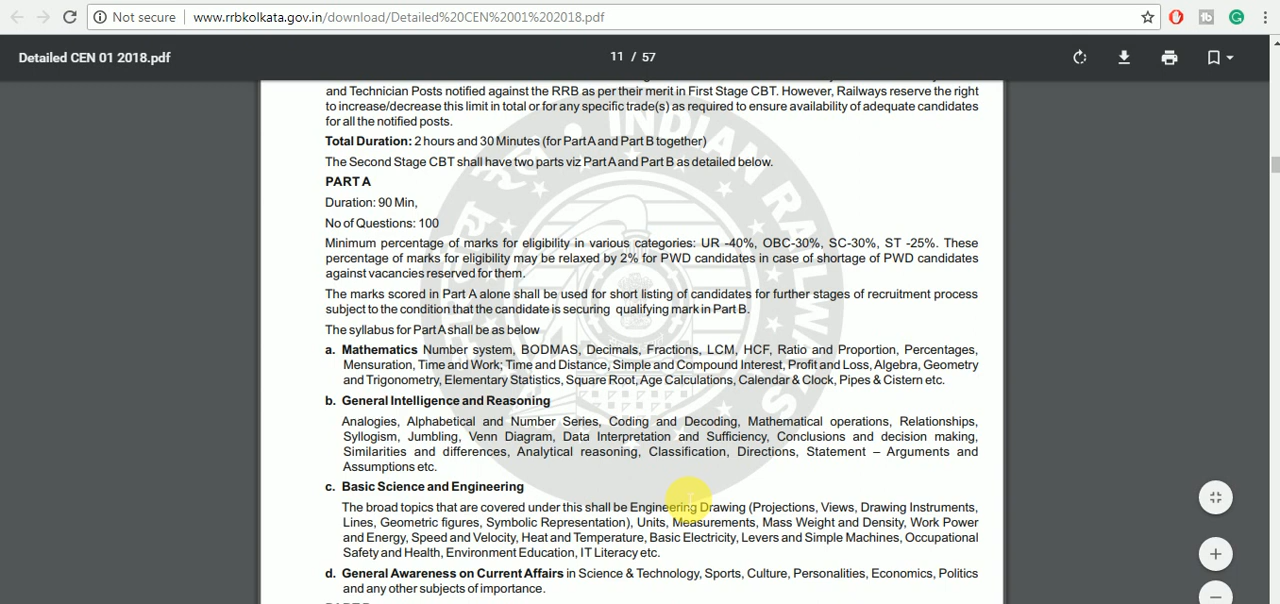 Not secure | www.rrbkolkata.gov.in/download/Detailed%20CEN%2001%202018.pdf
Detailed CEN 01 2018.pdf
11 / 57
and Technician Posts notified against the RRB as per their merit in First Stage CBT. However, Railways reserve the right
to increase/decrease this limit in total or for any specific trade(s) as required to ensure availability of adequate candidates
for all the notified posts.
Total Duration: 2 hours and 30 Minutes (for Part A and Part B together)
The Second Stage CBT shall have two parts viz Part A and Part B as detailed below.
PART A
Duration: 90 Min,
No of Questions: 100
Minimum percentage of marks for eligibility in various categories: UR -40%, OBC-30%, SC-30%, ST -25%. These
percentage of marks for eligibility may be relaxed by 2% for PWD candidates in case of shortage of PWD candidates
against vacancies reserved for them.
The marks scored in Part A alone shall be used for short listing of candidates for further stages of recruitment process
subject to the condition that the candidate is securing qualifying mark in Part B.
The syllabus for Part A shall be as below
a. Mathematics Number system, BODMAS, Decimals, Fractions, LCM, HCF, Ratio and Proportion, Percentages,
Mensuration, Time and Work; Time and Distance, Simple and Compound Interest, Profit and Loss, Algebra, Geometry
and Trigonometry, Elementary Statistics, Square Root, Age Calculations, Calendar & Clock, Pipes & Cistern etc.
b. General Intelligence and Reasoning
Analogies, Alphabetical and Number Series, Coding and Decoding, Mathematical operations, Relationships,
Syllogism, Jumbling, Venn Diagram, Data Interpretation and Sufficiency, Conclusions and decision making,
Similarities and differences, Analytical reasoning, Classification, Directions, Statement – Arguments and
Assumptions etc.
c. Basic Science and Engineering
The broad topics that are covered under this shall be Engineering Drawing (Projections, Views, Drawing Instruments,
Lines, Geometric figures, Symbolic Representation), Units, Measurements, Mass Weight and Density, Work Power
and Energy, Speed and Velocity, Heat and Temperature, Basic Electricity, Levers and Simple Machines, Occupational
Safety and Health, Environment Education, IT Literacy etc.
d. General Awareness on Current Affairs in Science & Technology, Sports, Culture, Personalities, Economics, Politics
and any other subjects of importance.
INDIAN RAILWAYS